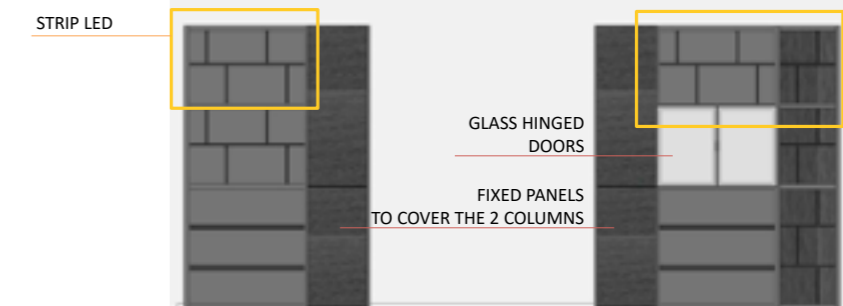 STRIP LED
GLASS HINGED
DOORS
FIXED PANELS
TO COVER THE 2 COLUMNS